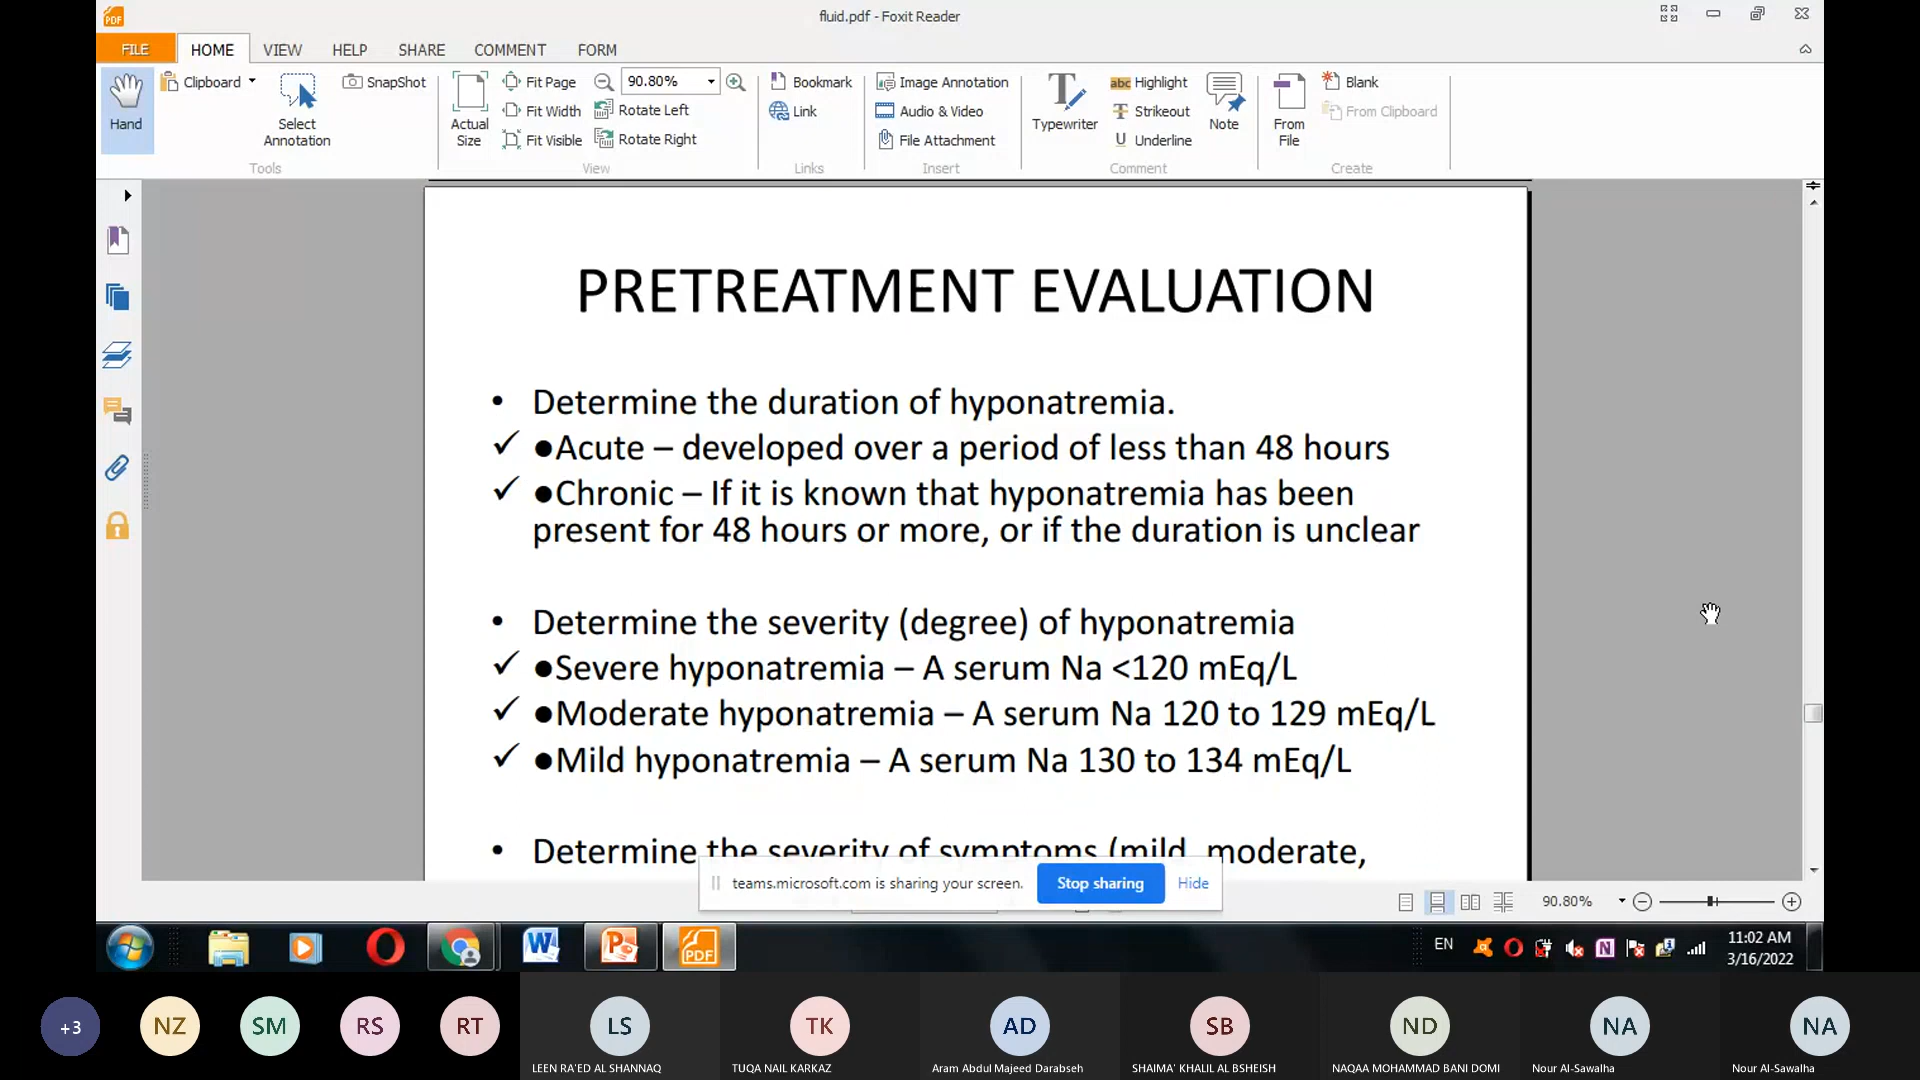 fluid.pdf - Foxit Reader
FILE HOME VIEW HELP SHARE COMMENT FORM
Hand
Clipboard
Select
Annotation
SnapShot
Tools
Actual
Size
Fit Page
Fit Width
Fit Visible
90.80%
Rotate Left
Rotate Right
View
Bookmark
Link
Links
Image Annotation
Audio & Video
File Attachment
Insert
Typewriter
abc Highlight
Strikeout
U Underline
Note
Comment
From
File
Blank
From Clipboard
Create
PRETREATMENT EVALUATION
• Determine the duration of hyponatremia.
✓ ●Acute – developed over a period of less than 48 hours
✓ ●Chronic – If it is known that hyponatremia has been
present for 48 hours or more, or if the duration is unclear
• Determine the severity (degree) of hyponatremia
✓ ●Severe hyponatremia – A serum Na <120 mEq/L
✓ ●Moderate hyponatremia – A serum Na 120 to 129 mEq/L
✓ ●Mild hyponatremia – A serum Na 130 to 134 mEq/L
• Determine the severity of symptoms (mild, moderate,
teams.microsoft.com is sharing your screen. Stop sharing Hide
90.80%
EN
11:02 AM
3/16/2022
+3 NZ SM RS RT LS TK AD SB ND NA NA
LEEN RA'ED AL SHANNAQ TUQA NAIL KARKAZ Aram Abdul Majeed Darabseh SHAIMA' KHALIL AL BSHEISH NAQAA MOHAMMAD BANI DOMI Nour Al-Sawalha Nour Al-Sawalha